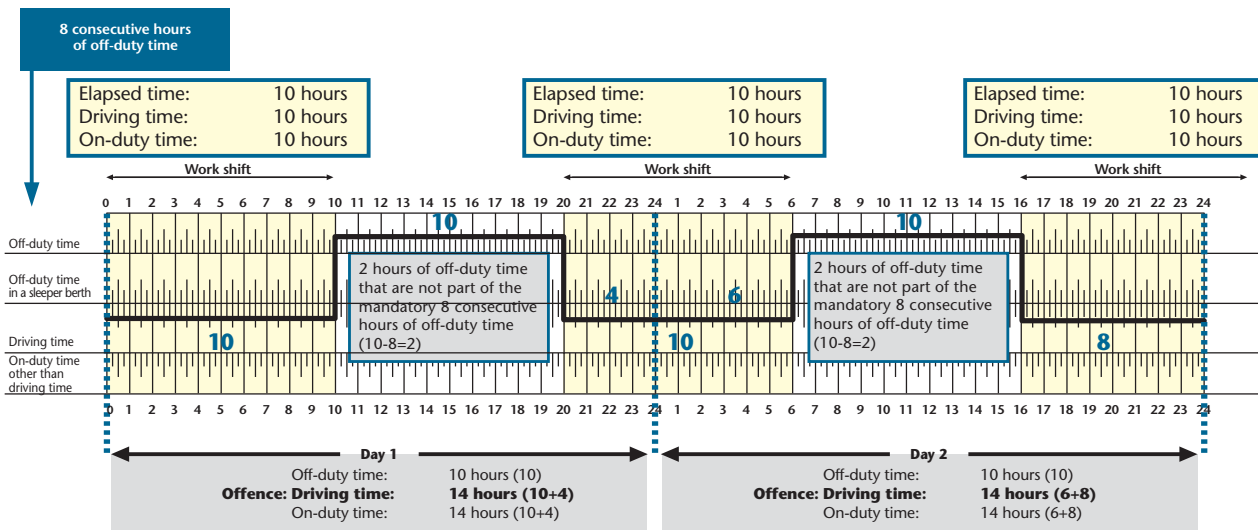 8 consecutive hours
of off-duty time
Elapsed time: 10 hours
Driving time: 10 hours
On-duty time: 10 hours
Elapsed time: 10 hours
Driving time: 10 hours
On-duty time: 10 hours
Elapsed time: 10 hours
Driving time: 10 hours
On-duty time: 10 hours
Work shift
Work shift
Work shift
0 1 2 3 4 5 6 7 8 9 10 11 12 13 14 15 16 17 18 19 20 21 22 23 24 1 2 3 4 5 6 7 8 9 10 11 12 13 14 15 16 17 18 19 20 21 22 23 24
10
10
Off-duty time
Off-duty time
in a sleeper berth
2 hours of off-duty time
that are not part of the
mandatory 8 consecutive
hours of off-duty time
(10-8=2)
4
6
2 hours of off-duty time
that are not part of the
mandatory 8 consecutive
hours of off-duty time
(10-8=2)
Driving time
10
10
8
On-duty time
other than
driving time
0 1 2 3 4 5 6 7 8 9 10 11 12 13 14 15 16 17 18 19 20 21 22 23 24 1 2 3 4 5 6 7 8 9 10 11 12 13 14 15 16 17 18 19 20 21 22 23 24
Day 1
Off-duty time: 10 hours (10)
Offence: Driving time: 14 hours (10+4)
On-duty time: 14 hours (10+4)
Day 2
Off-duty time: 10 hours (10)
Offence: Driving time: 14 hours (6+8)
On-duty time: 14 hours (6+8)